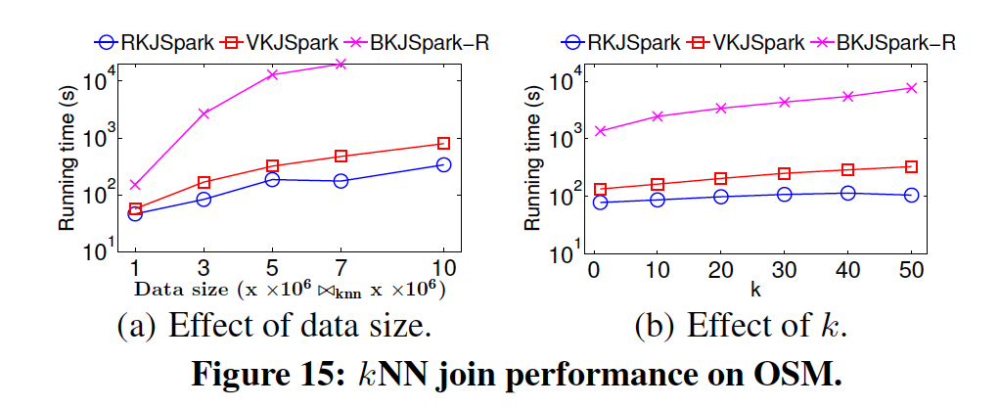 RKJSpark VKJSpark BKJSpark−R
Running time (s)
10^4
10^3
10^2
10^1
1 3 5 7 10
Data size (x ×10^6 ⋈knn x ×10^6)
(a) Effect of data size.
RKJSpark VKJSpark BKJSpark−R
Running time (s)
10^4
10^3
10^2
10^1
0 10 20 30 40 50
k
(b) Effect of k.
Figure 15: kNN join performance on OSM.